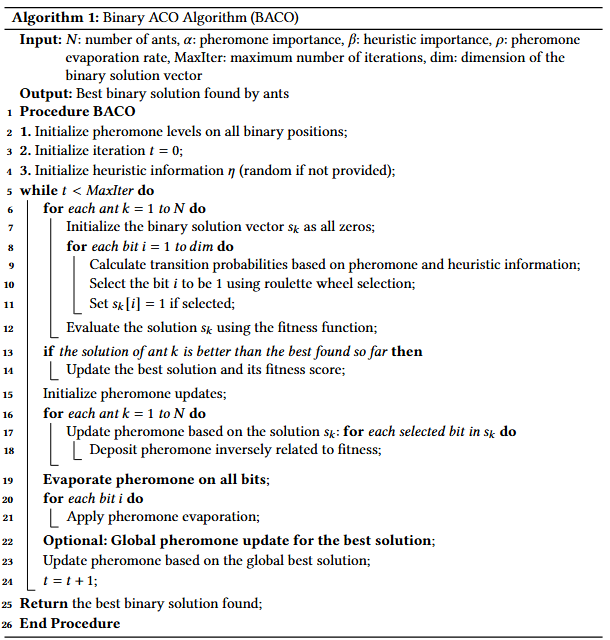 Algorithm 1: Binary ACO Algorithm (BACO)
Input: N: number of ants, α: pheromone importance, β: heuristic importance, ρ: pheromone
evaporation rate, MaxIter: maximum number of iterations, dim: dimension of the
binary solution vector
Output: Best binary solution found by ants
1 Procedure BACO
2 1. Initialize pheromone levels on all binary positions;
3 2. Initialize iteration t = 0;
4 3. Initialize heuristic information η (random if not provided);
5 while t < MaxIter do
6 for each ant k = 1 to N do
7 Initialize the binary solution vector sk as all zeros;
8 for each bit i = 1 to dim do
9 Calculate transition probabilities based on pheromone and heuristic information;
10 Select the bit i to be 1 using roulette wheel selection;
11 Set sk[i] = 1 if selected;
12 Evaluate the solution sk using the fitness function;
13 if the solution of ant k is better than the best found so far then
14 Update the best solution and its fitness score;
15 Initialize pheromone updates;
16 for each ant k = 1 to N do
17 Update pheromone based on the solution sk: for each selected bit in sk do
18 Deposit pheromone inversely related to fitness;
19 Evaporate pheromone on all bits;
20 for each bit i do
21 Apply pheromone evaporation;
22 Optional: Global pheromone update for the best solution;
23 Update pheromone based on the global best solution;
24 t = t + 1;
25 Return the best binary solution found;
26 End Procedure